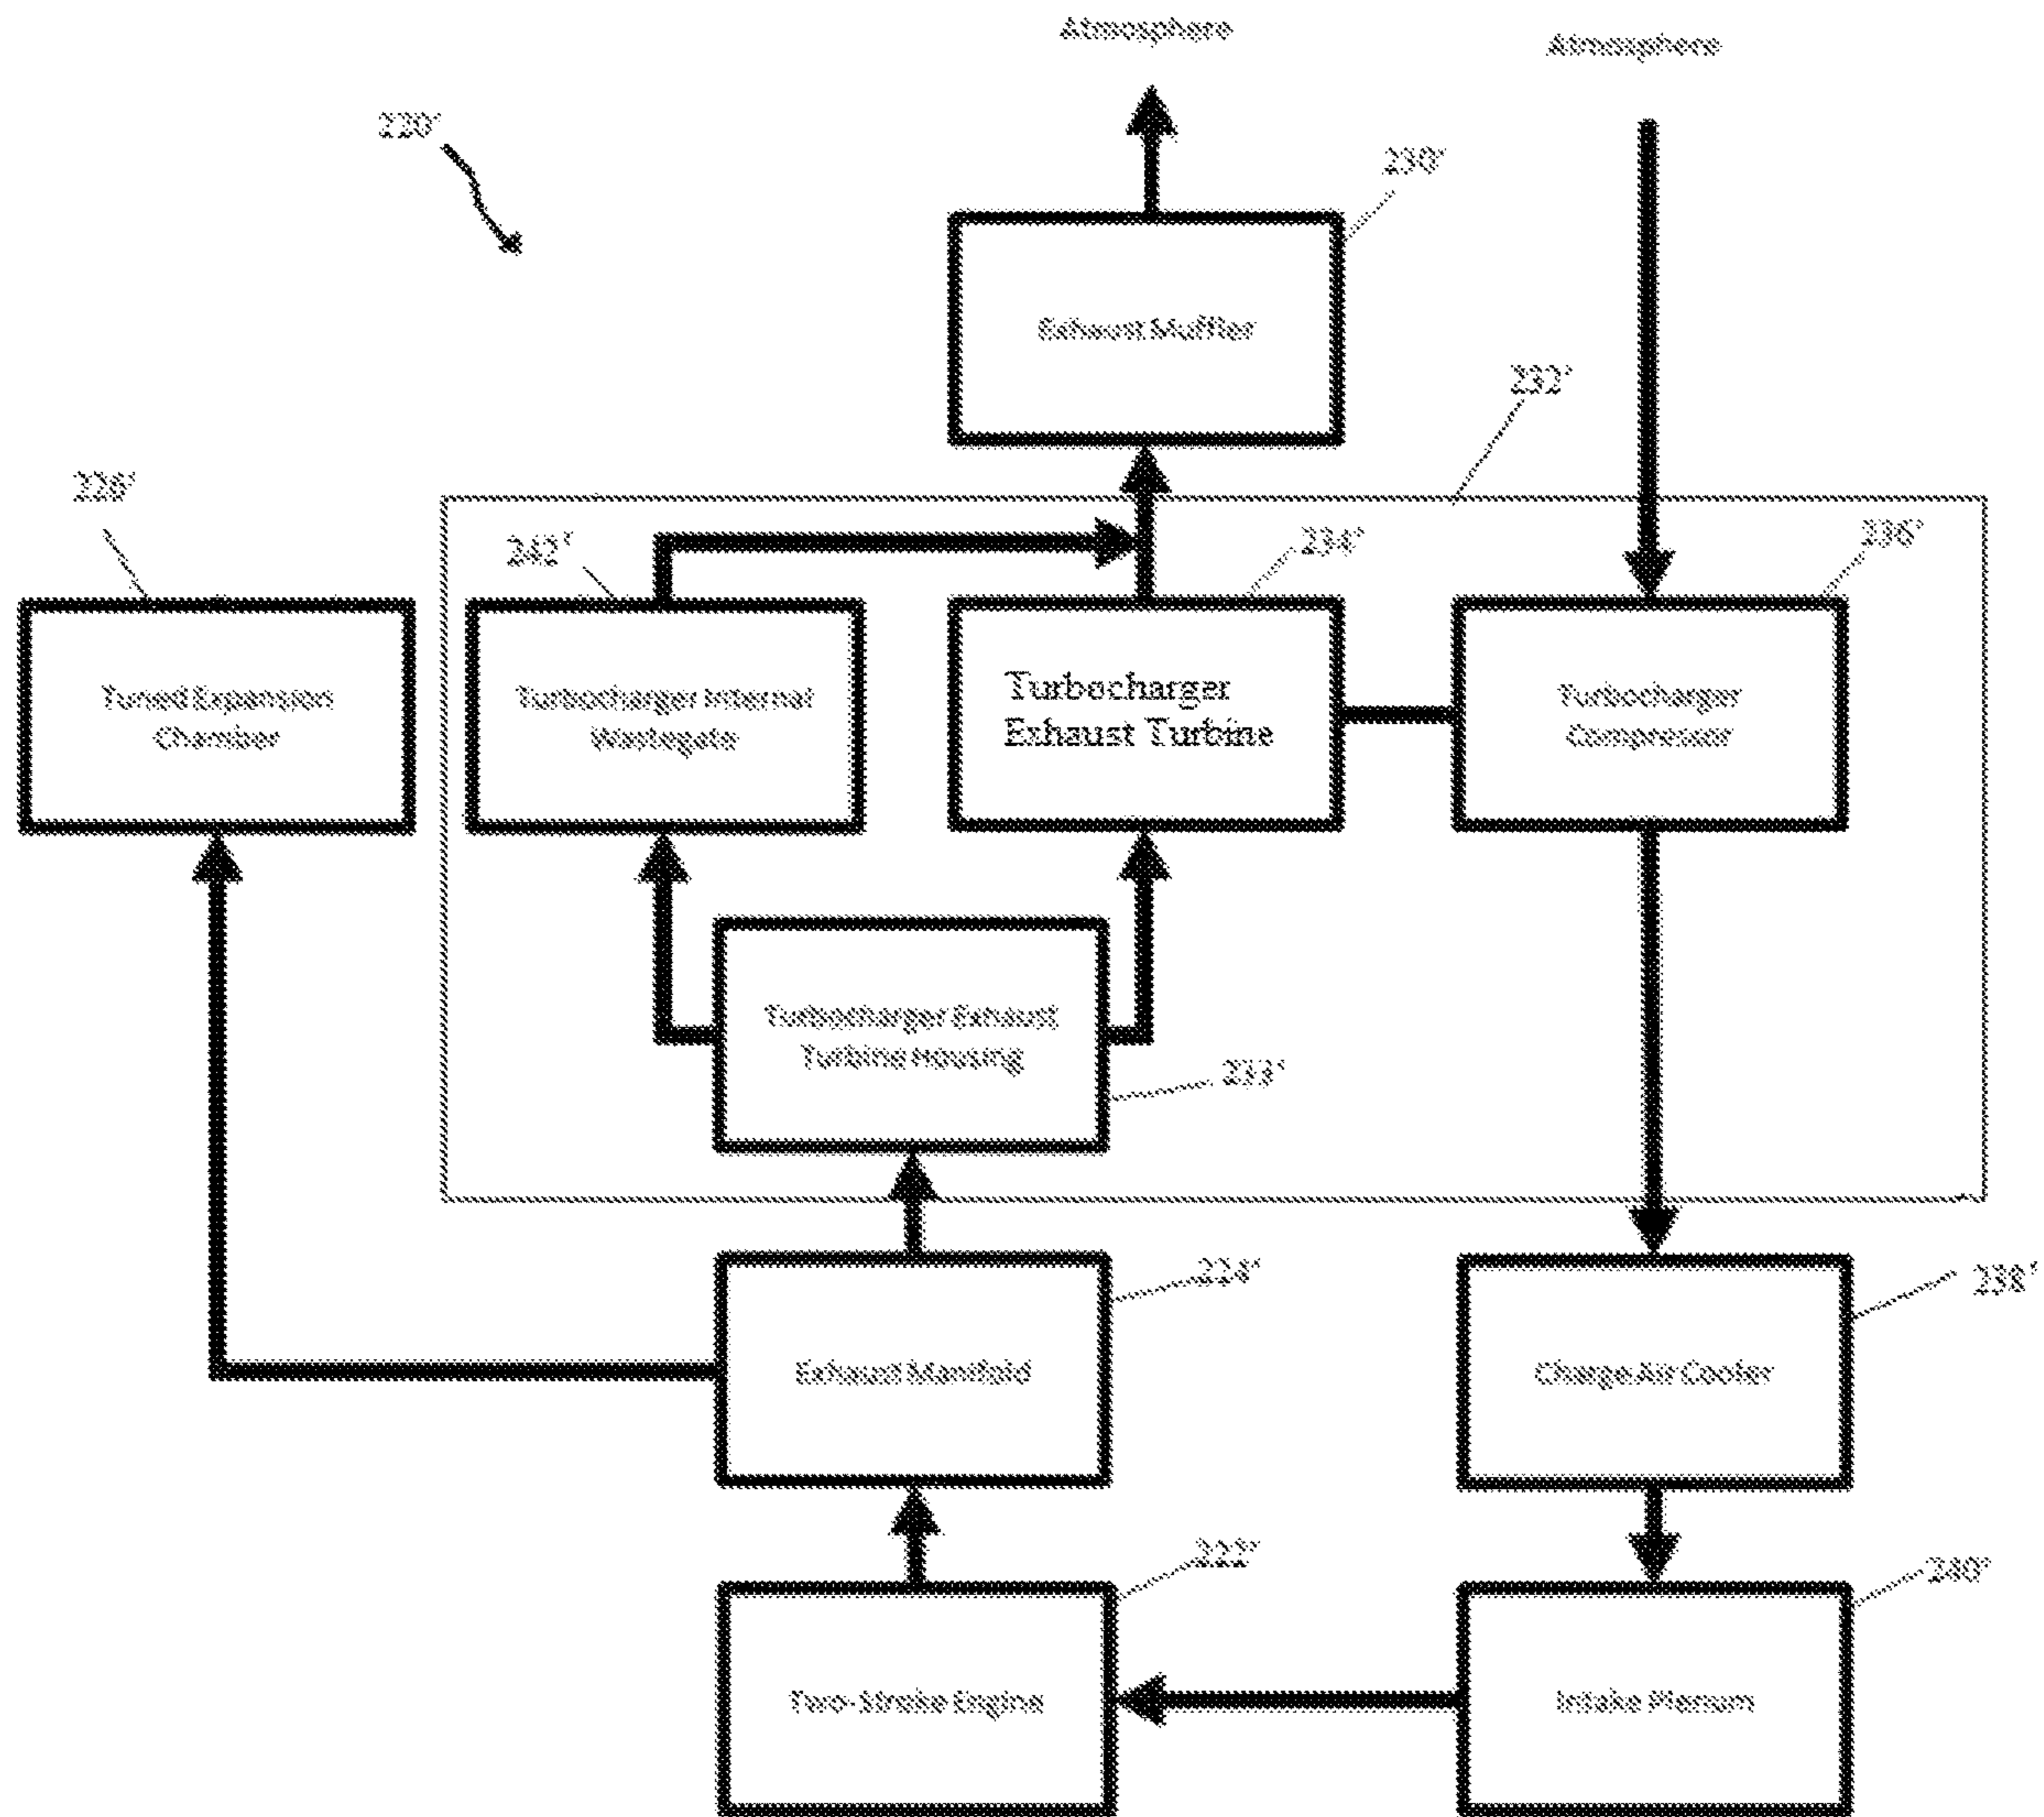 Atmosphere
Atmosphere
220'
230'
Exhaust Muffler
232'
226'
242'
234'
236'
Tuned Expansion
Chamber
Turbocharger Internal
Wastegate
Turbocharger
Exhaust Turbine
Turbocharger
Compressor
Turbocharger Exhaust
Turbine Housing
233'
224'
238'
Exhaust Manifold
Charge Air Cooler
222'
240'
Two-Stroke Engine
Intake Plenum